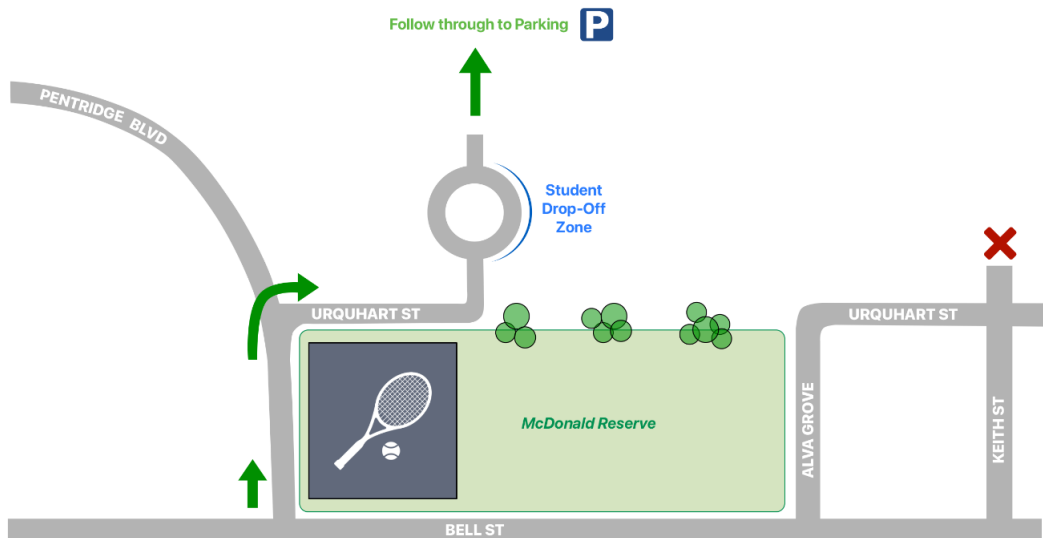 Follow through to Parking P
PENTRIDGE BLVD
Student
Drop-Off
Zone
URQUHART ST
URQUHART ST
McDonald Reserve
ALVA GROVE
KEITH ST
BELL ST